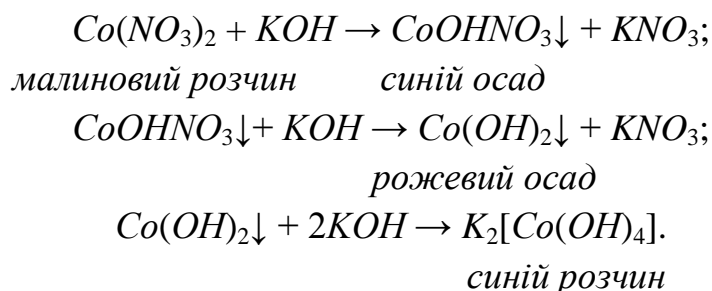 Co(NO₃)₂ + KOH → CoOHNO₃↓ + KNO₃;
малиновий розчин синій осад
CoOHNO₃↓+ KOH → Co(OH)₂↓ + KNO₃;
рожевий осад
Co(OH)₂↓ + 2KOH → K₂[Co(OH)₄].
синій розчин